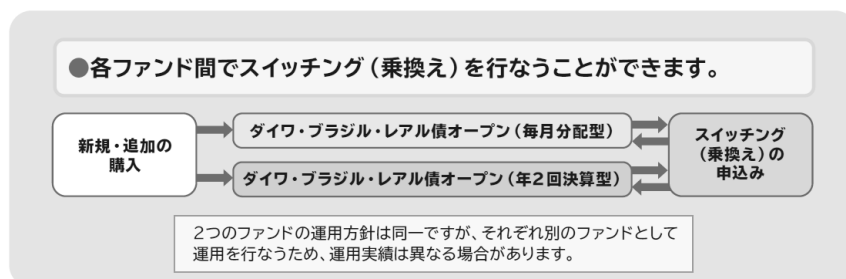 ●各ファンド間でスイッチング（乗換え）を行なうことができます。
新規・追加の
購入
ダイワ・ブラジル・レアル債オープン（毎月分配型）
ダイワ・ブラジル・レアル債オープン（年２回決算型）
スイッチング
（乗換え）の
申込み
２つのファンドの運用方針は同一ですが、それぞれ別のファンドとして
運用を行なうため、運用実績は異なる場合があります。